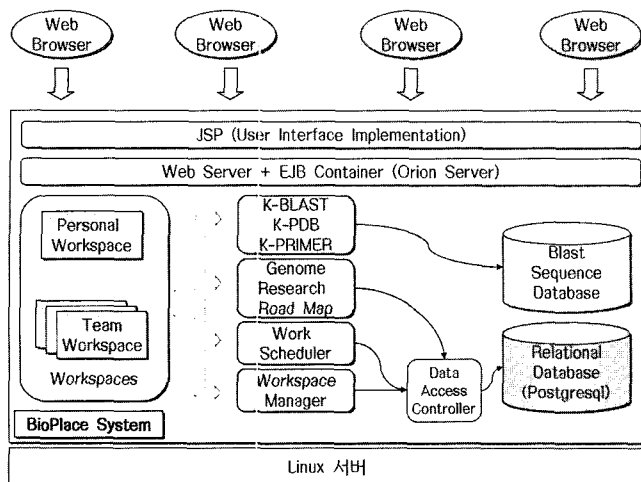 Web
Browser
Web
Browser
Web
Browser
Web
Browser
JSP (User Interface Implementation)
Web Server + EJB Container (Orion Server)
Personal
Workspace
Team
Workspace
Workspaces
K-BLAST
K-PDB
K-PRIMER
Genome
Research
Road Map
Work
Scheduler
Workspace
Manager
Data
Access
Controller
Blast
Sequence
Database
Relational
Database
(Postgresql)
BioPlace System
Linux 서버